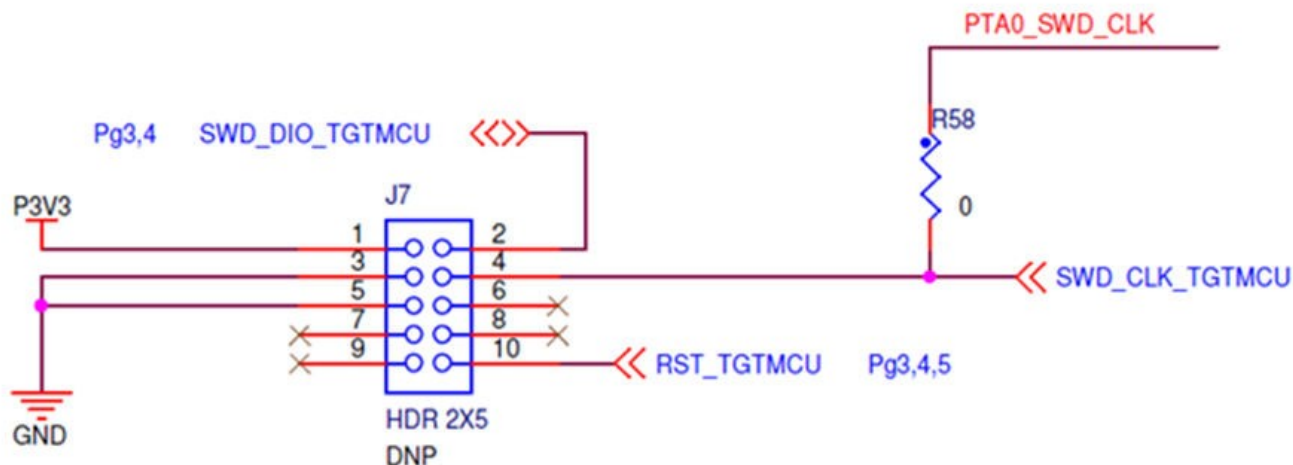 PTA0_SWD_CLK
R58
0
Pg3,4 SWD_DIO_TGTMCU
J7
P3V3
1 2
3 4
5 6
7 8
9 10
SWD_CLK_TGTMCU
RST_TGTMCU Pg3,4,5
GND
HDR 2X5
DNP